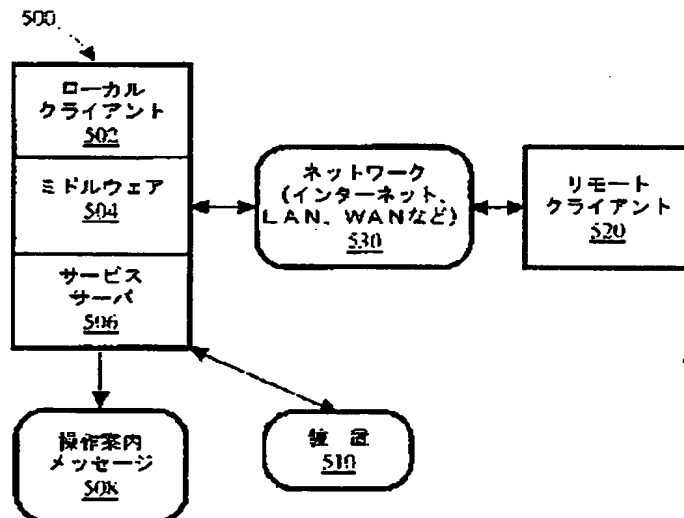 500
ローカル
クライアント
502
ミドルウェア
504
サービス
サーバ
506
ネットワーク
(インターネット、
LAN、WANなど)
530
リモート
クライアント
520
操作案内
メッセージ
508
装置
510